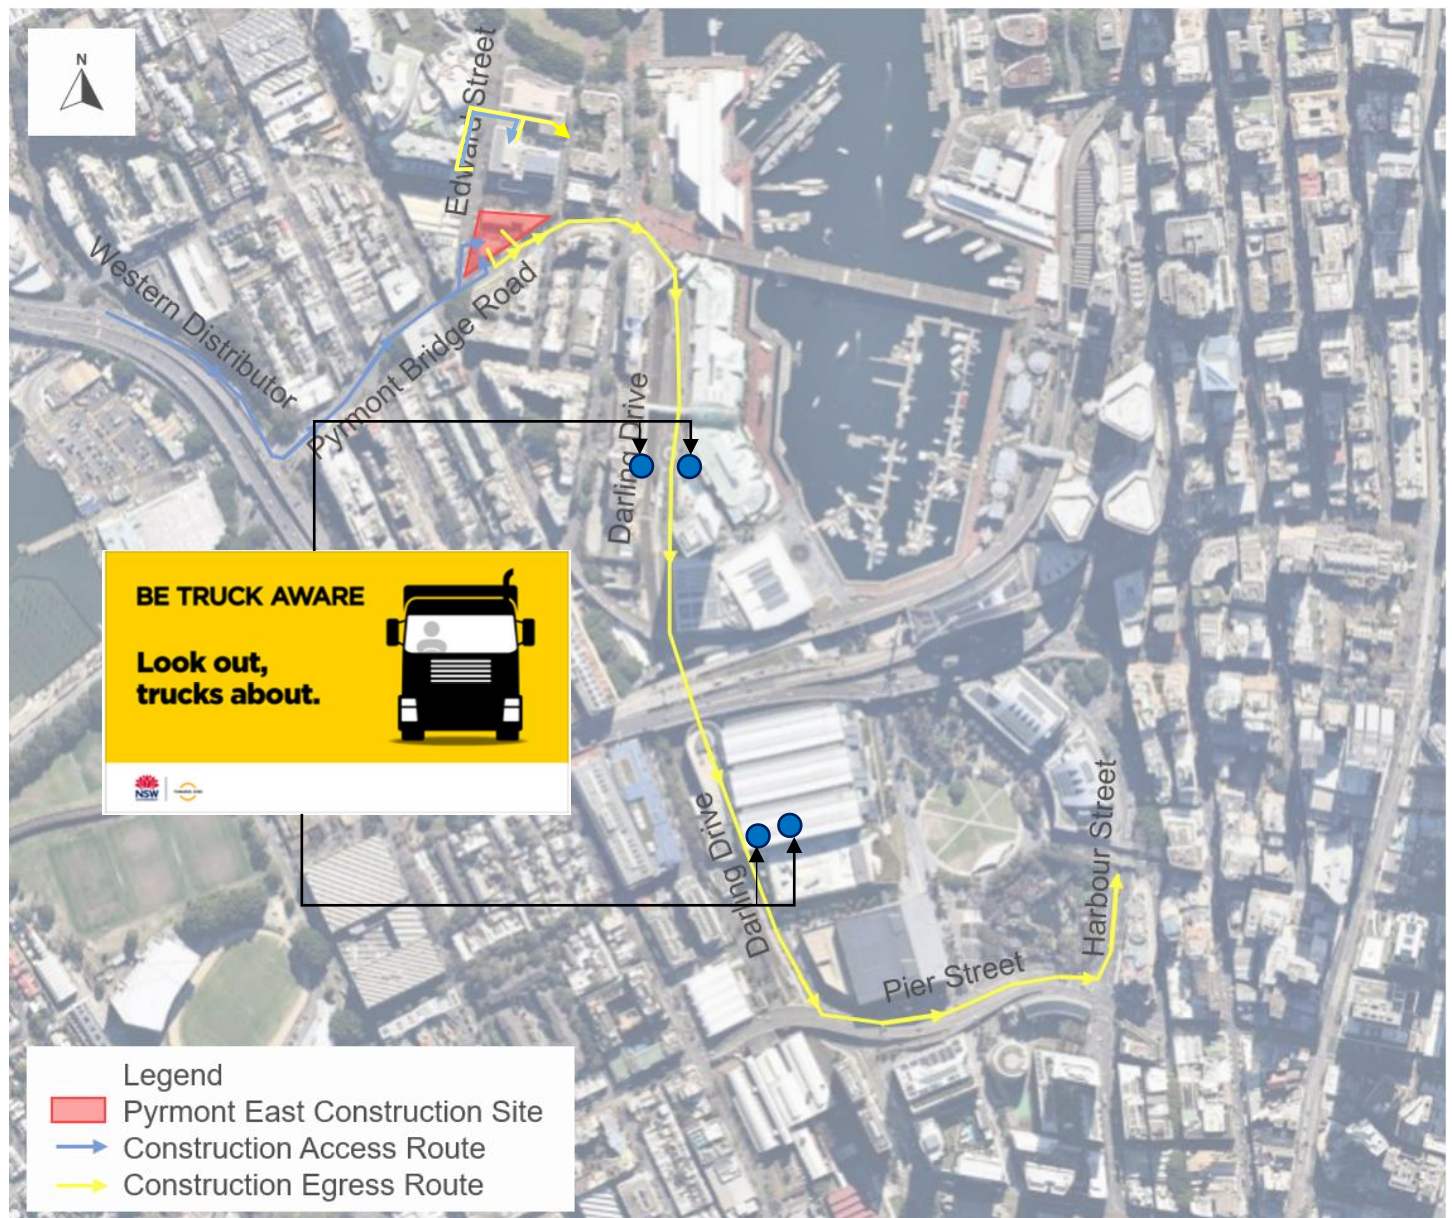 N
Edward Street
Western Distributor
Pyrmont Bridge Road
Darling Drive
BE TRUCK AWARE
Look out,
trucks about.
NSW
Darling Drive
Harbour Street
Pier Street
Legend
Pyrmont East Construction Site
Construction Access Route
Construction Egress Route